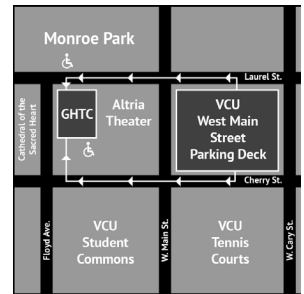 Monroe Park
Laurel St.
Cathedral of the
Sacred Heart
GHTC
Altria
Theater
VCU
West Main
Street
Parking Deck
Cherry St.
Floyd Ave.
VCU
Student
Commons
W. Main St.
VCU
Tennis
Courts
W. Cary St.